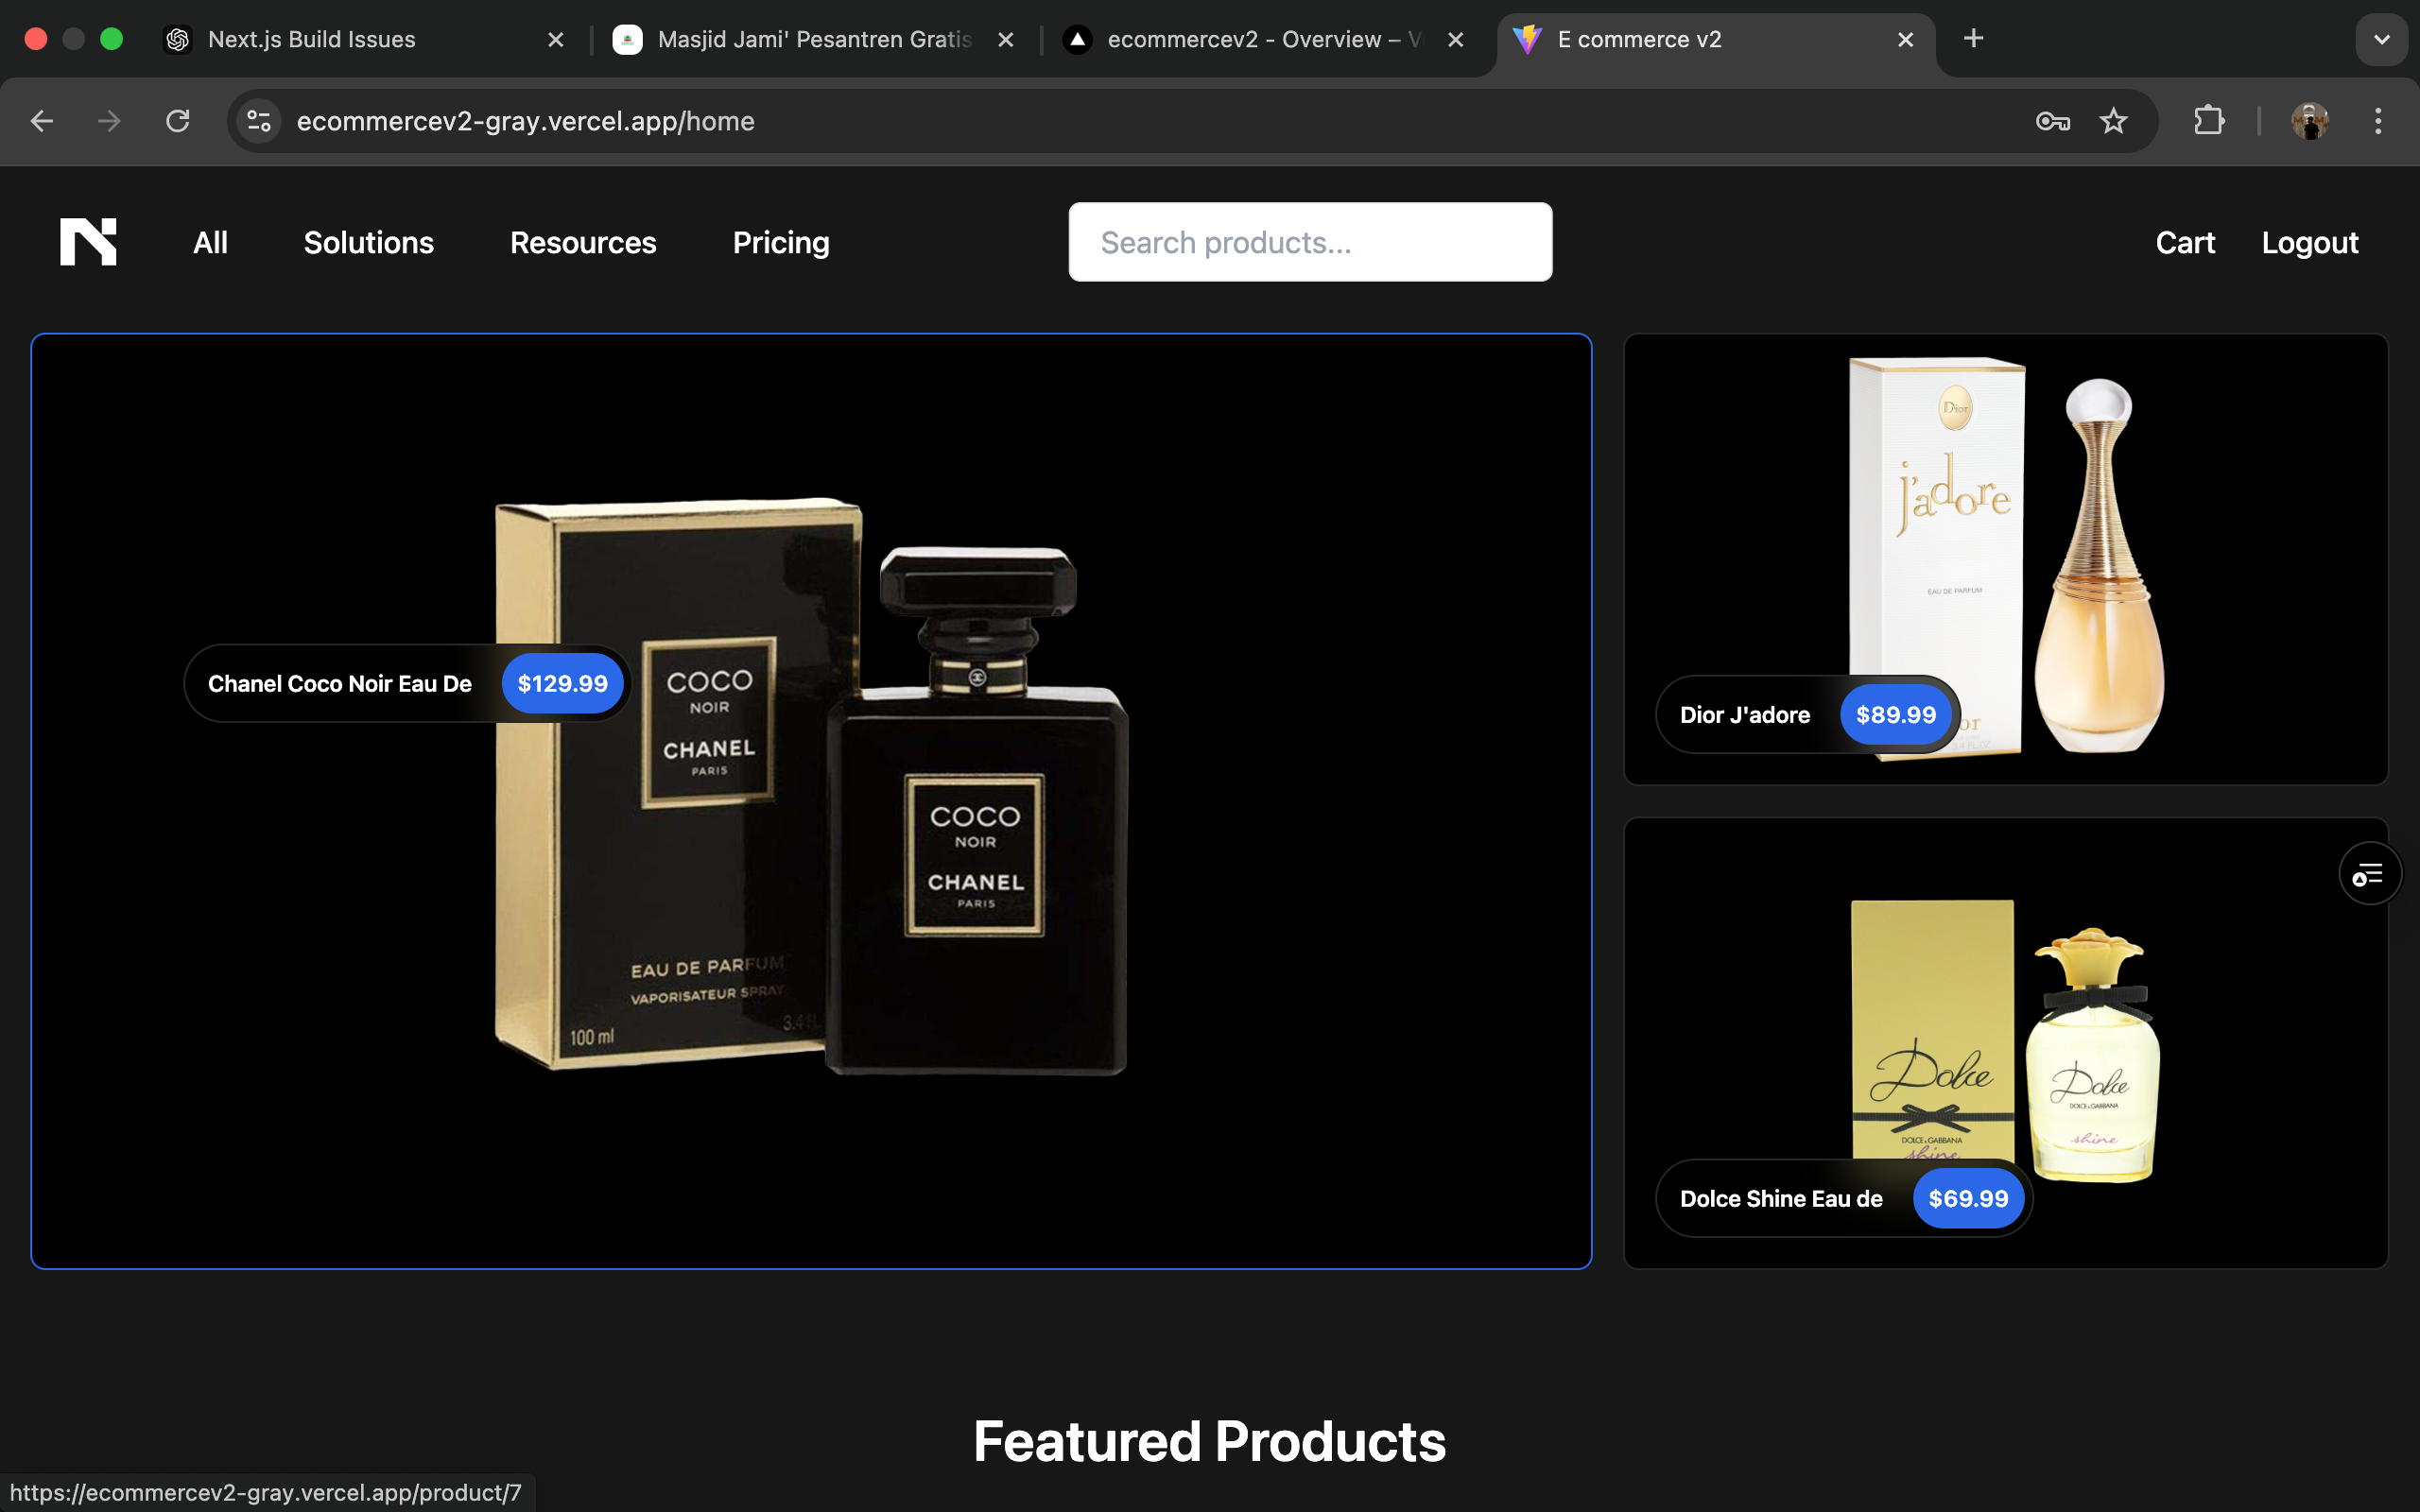 Next.js Build Issues
Masjid Jami' Pesantren Gratis
ecommercev2 - Overview –
E commerce v2
ecommercev2-gray.vercel.app/home
All
Solutions
Resources
Pricing
Search products...
Cart
Logout
Chanel Coco Noir Eau De
$129.99
COCO
NOIR
CHANEL
PARIS
EAU DE PARFUM
VAPORISATEUR SPRAY
100 ml
3.4 FL
COCO
NOIR
CHANEL
PARIS
Dior
j'adore
EAU DE PARFUM
Dior J'adore
$89.99
Dolce
DOLCE & GABBANA
shine
Dolce
DOLCE & GABBANA
shine
Dolce Shine Eau de
$69.99
Featured Products
https://ecommercev2-gray.vercel.app/product/7